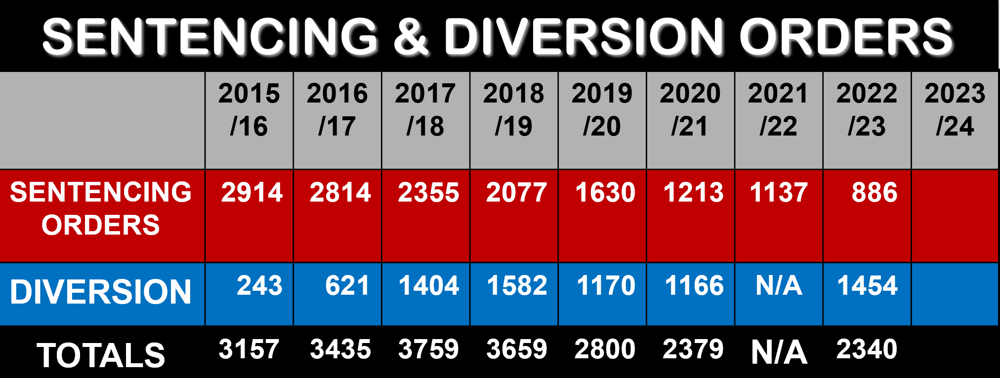 SENTENCING & DIVERSION ORDERS
2015 2016 2017 2018 2019 2020 2021 2022 2023
/16 /17 /18 /19 /20 /21 /22 /23 /24
SENTENCING 2914 2814 2355 2077 1630 1213 1137 886
ORDERS
DIVERSION 243 621 1404 1582 1170 1166 N/A 1454
TOTALS 3157 3435 3759 3659 2800 2379 N/A 2340